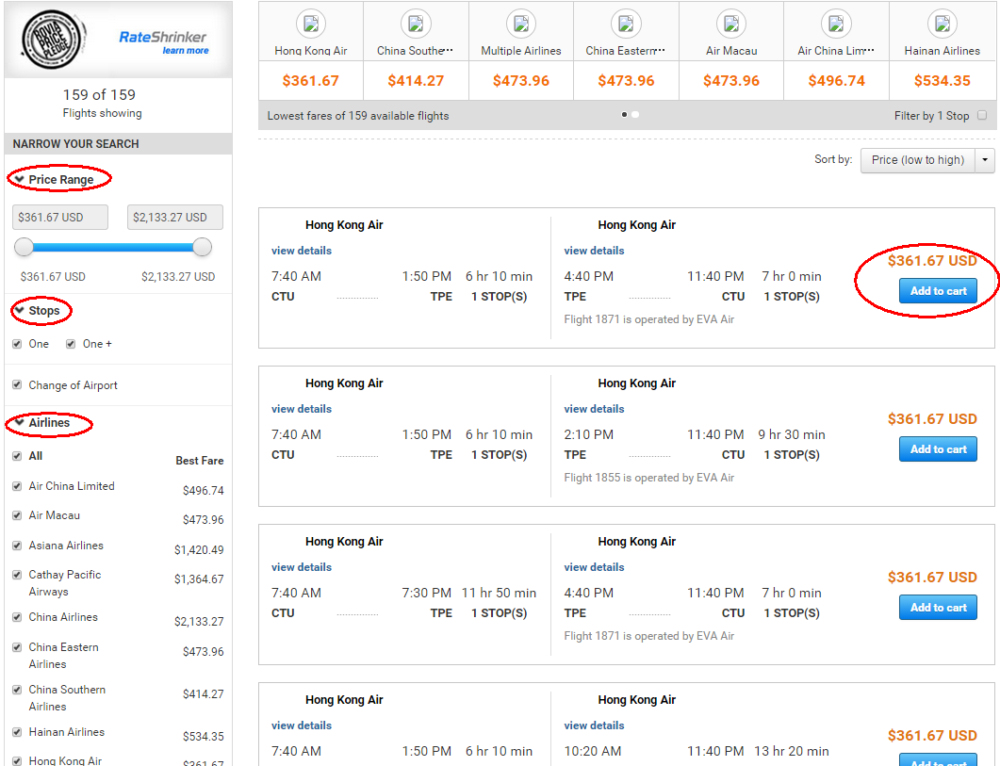 ROVIA PRICE PLEDGE
RateShrinker
learn more
159 of 159
Flights showing
NARROW YOUR SEARCH
Price Range
$361.67 USD $2,133.27 USD
$361.67 USD $2,133.27 USD
Stops
One One +
Change of Airport
Airlines
All Best Fare
Air China Limited $496.74
Air Macau $473.96
Asiana Airlines $1,420.49
Cathay Pacific
Airways $1,364.67
China Airlines $2,133.27
China Eastern
Airlines $473.96
China Southern
Airlines $414.27
Hainan Airlines $534.35
Hong Kong Air $361.67
Hong Kong Air China Southe··· Multiple Airlines China Eastern··· Air Macau Air China Lim··· Hainan Airlines
$361.67 $414.27 $473.96 $473.96 $473.96 $496.74 $534.35
Lowest fares of 159 available flights Filter by 1 Stop
Sort by: Price (low to high)
Hong Kong Air Hong Kong Air
view details view details $361.67 USD
7:40 AM 1:50 PM 6 hr 10 min 4:40 PM 11:40 PM 7 hr 0 min Add to cart
CTU TPE 1 STOP(S) TPE CTU 1 STOP(S)
Flight 1871 is operated by EVA Air
Hong Kong Air Hong Kong Air
view details view details $361.67 USD
7:40 AM 1:50 PM 6 hr 10 min 2:10 PM 11:40 PM 9 hr 30 min Add to cart
CTU TPE 1 STOP(S) TPE CTU 1 STOP(S)
Flight 1855 is operated by EVA Air
Hong Kong Air Hong Kong Air
view details view details $361.67 USD
7:40 AM 7:30 PM 11 hr 50 min 4:40 PM 11:40 PM 7 hr 0 min Add to cart
CTU TPE 1 STOP(S) TPE CTU 1 STOP(S)
Flight 1871 is operated by EVA Air
Hong Kong Air Hong Kong Air
view details view details $361.67 USD
7:40 AM 1:50 PM 6 hr 10 min 10:20 AM 11:40 PM 13 hr 20 min Add to cart